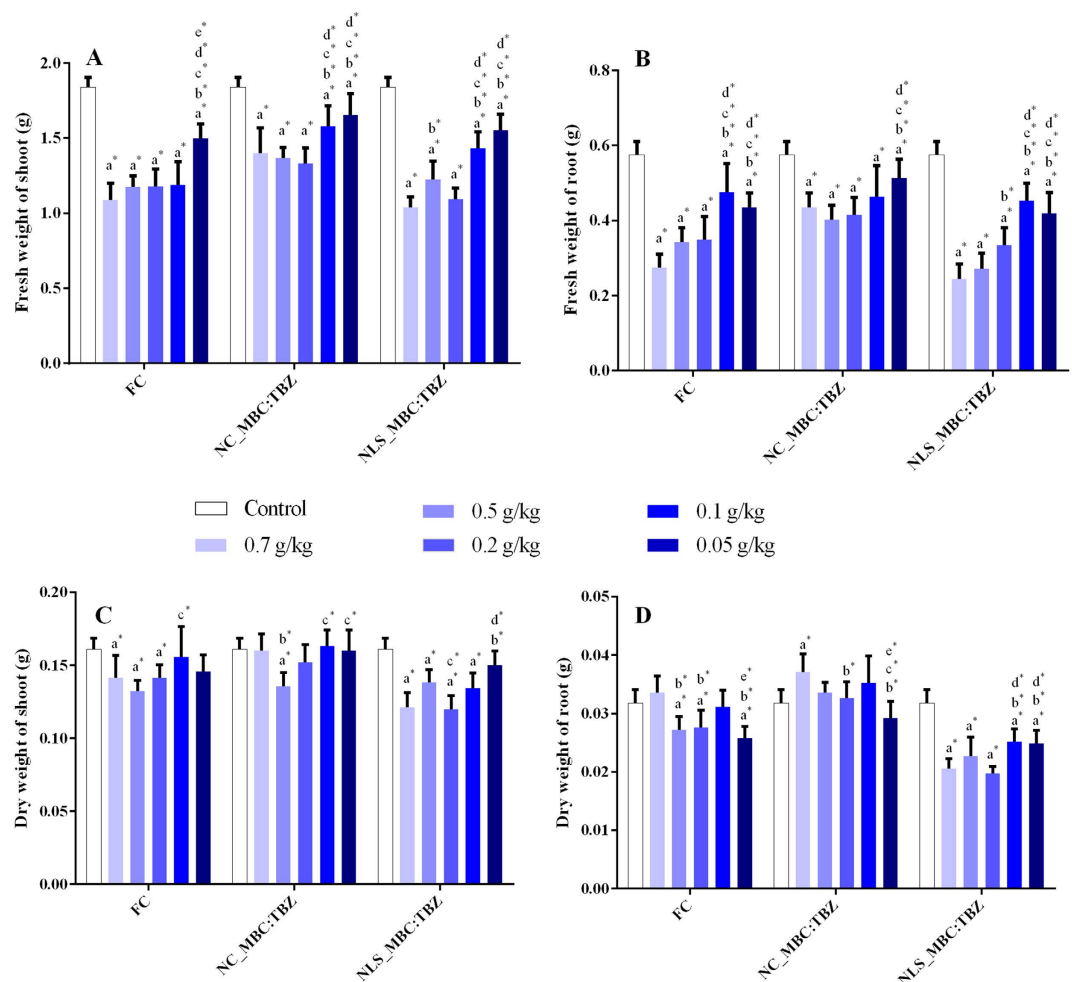 A
Fresh weight of shoot (g)
2.0
1.5
1.0
0.5
0.0
a*
a*
a*
a*
e*
d*
c*
b*
a*
a*
a*
a*
d*
c*
b*
a*
d*
c*
b*
a*
a*
b*
a*
a*
d*
c*
b*
a*
d*
c*
b*
a*
FC
NC_MBC:TBZ
NLS_MBC:TBZ
B
Fresh weight of root (g)
0.8
0.6
0.4
0.2
0.0
a*
a*
a*
d*
c*
b*
a*
d*
c*
b*
a*
a*
a*
a*
a*
d*
c*
b*
a*
a*
a*
b*
a*
d*
c*
b*
a*
d*
c*
b*
a*
FC
NC_MBC:TBZ
NLS_MBC:TBZ
Control
0.5 g/kg
0.1 g/kg
0.7 g/kg
0.2 g/kg
0.05 g/kg
C
Dry weight of shoot (g)
0.20
0.15
0.10
0.05
0.00
a*
a*
a*
c*
b*
a*
c*
c*
a*
a*
c*
a*
a*
d*
b*
FC
NC_MBC:TBZ
NLS_MBC:TBZ
D
Dry weight of root (g)
0.05
0.04
0.03
0.02
0.01
0.00
b*
a*
b*
a*
e*
b*
a*
a*
b*
e*
c*
b*
a*
a*
a*
d*
b*
a*
d*
b*
a*
FC
NC_MBC:TBZ
NLS_MBC:TBZ